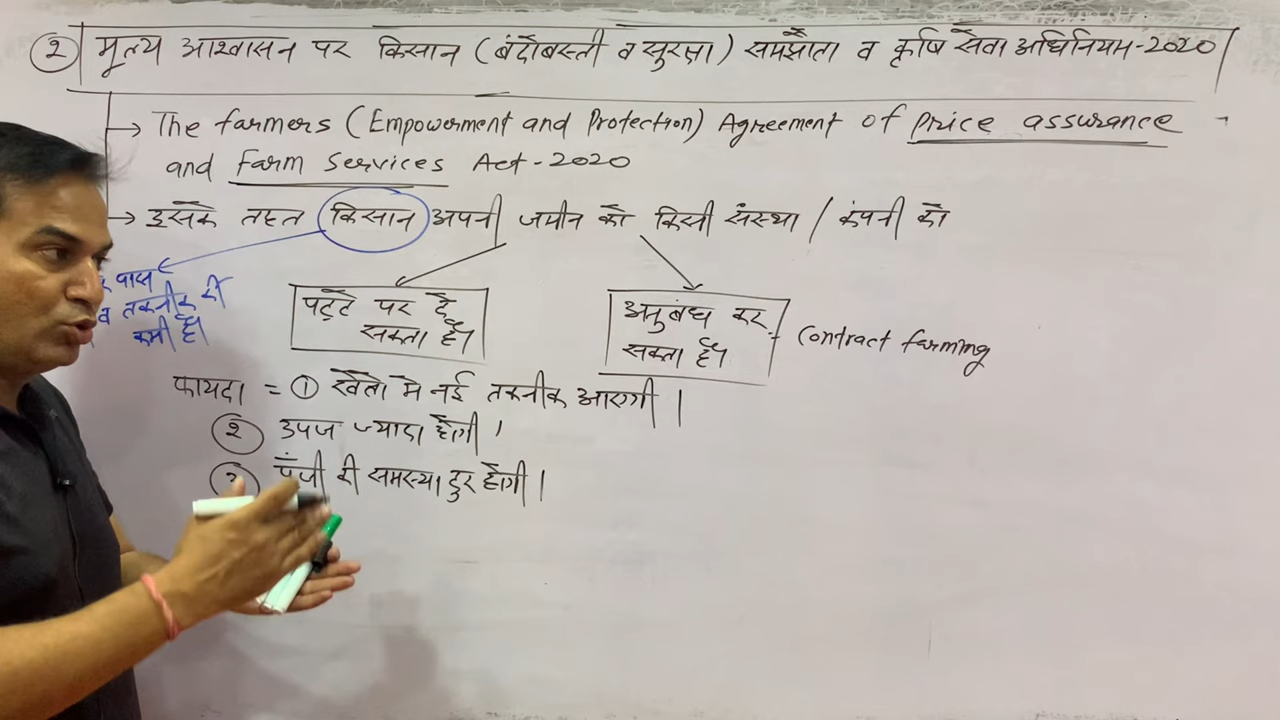 २ मूल्य आश्वासन पर किसान (बंदोबस्ती व सुरक्षा) समझौता व कृषि सेवा अधिनियम-2020
→ The farmers (Empowerment and Protection) Agreement of price assurance
and farm services Act-2020
→ इसके तहत किसान अपनी जमीन को किसी संस्था / कंपनी को
पास
व तकनीक की
कमी है।
पट्टे पर दे
सकता है।
अनुबंध कर
सकता है।
Contract farming
फायदा = ① खेतो मे नई तकनीक आएगी।
② उपज ज्यादा होगी।
पूंजी की समस्या दुर होगी।